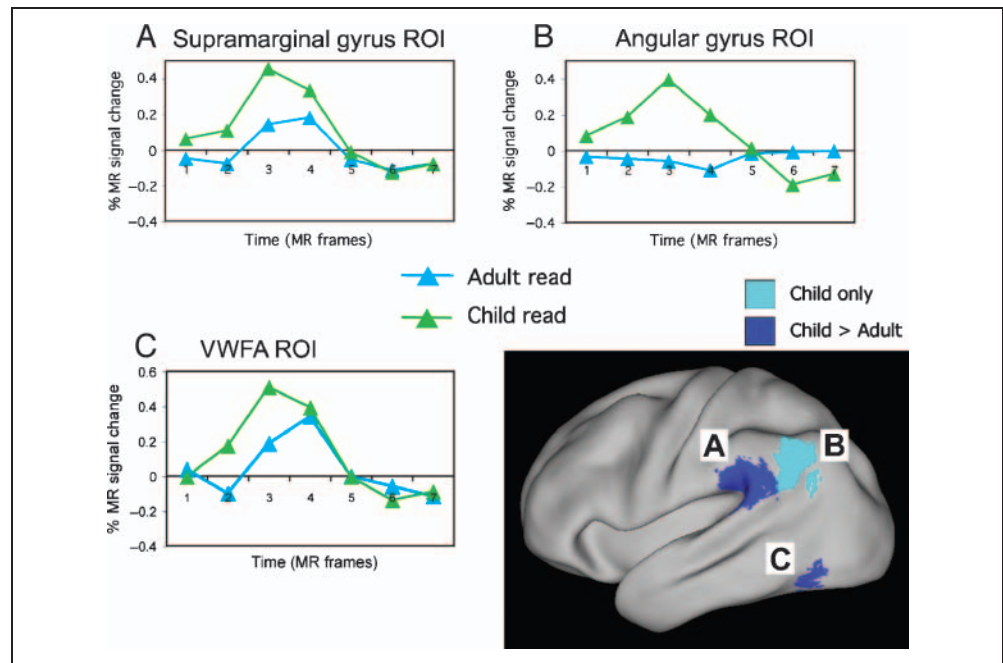 A Supramarginal gyrus ROI
% MR signal change
0.4
0.2
0
−0.2
−0.4
1 2 3 4 5 6 7
Time (MR frames)
B Angular gyrus ROI
% MR signal change
0.4
0.2
0
−0.2
−0.4
1 2 3 4 5 6 7
Time (MR frames)
Adult read
Child read
Child only
Child > Adult
C VWFA ROI
% MR signal change
0.6
0.4
0.2
0
−0.2
−0.4
1 2 3 4 5 6 7
Time (MR frames)
A
B
C